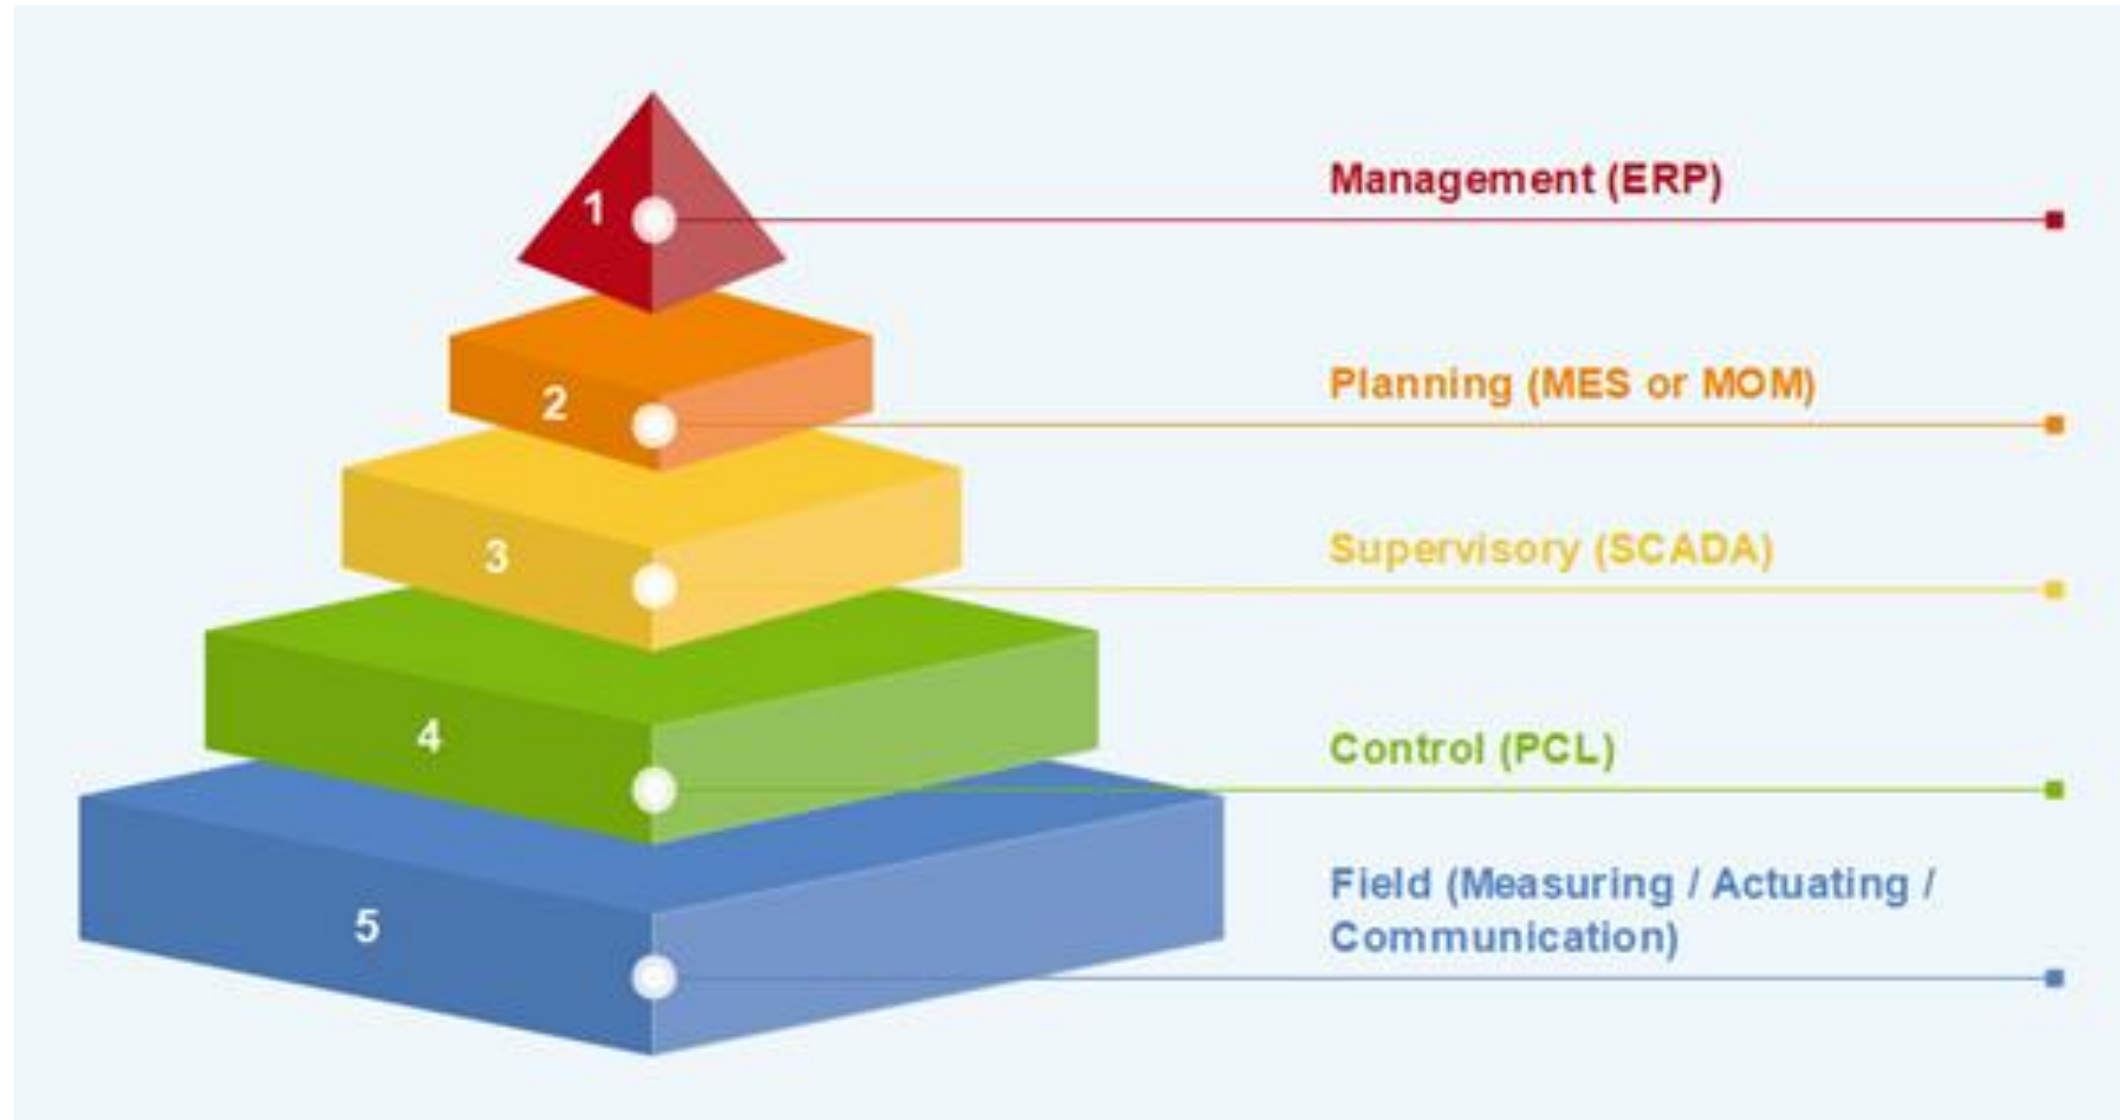 1
Management (ERP)
2
Planning (MES or MOM)
3
Supervisory (SCADA)
4
Control (PCL)
5
Field (Measuring / Actuating /
Communication)